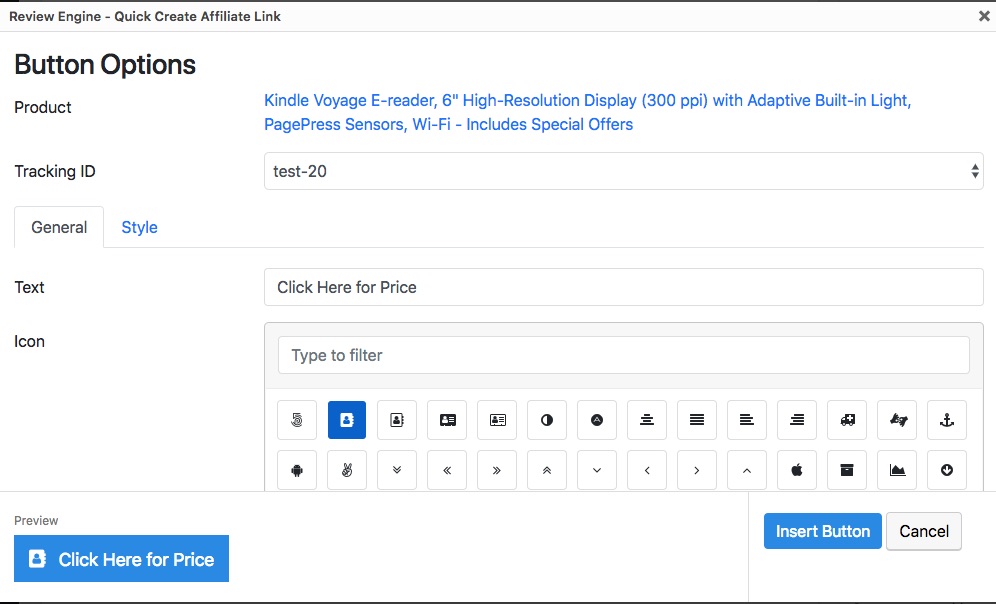 Review Engine - Quick Create Affiliate Link
Button Options
Product
Kindle Voyage E-reader, 6" High-Resolution Display (300 ppi) with Adaptive Built-in Light,
PagePress Sensors, Wi-Fi - Includes Special Offers
Tracking ID
test-20
General
Style
Text
Click Here for Price
Icon
Type to filter
Preview
Click Here for Price
Insert Button
Cancel